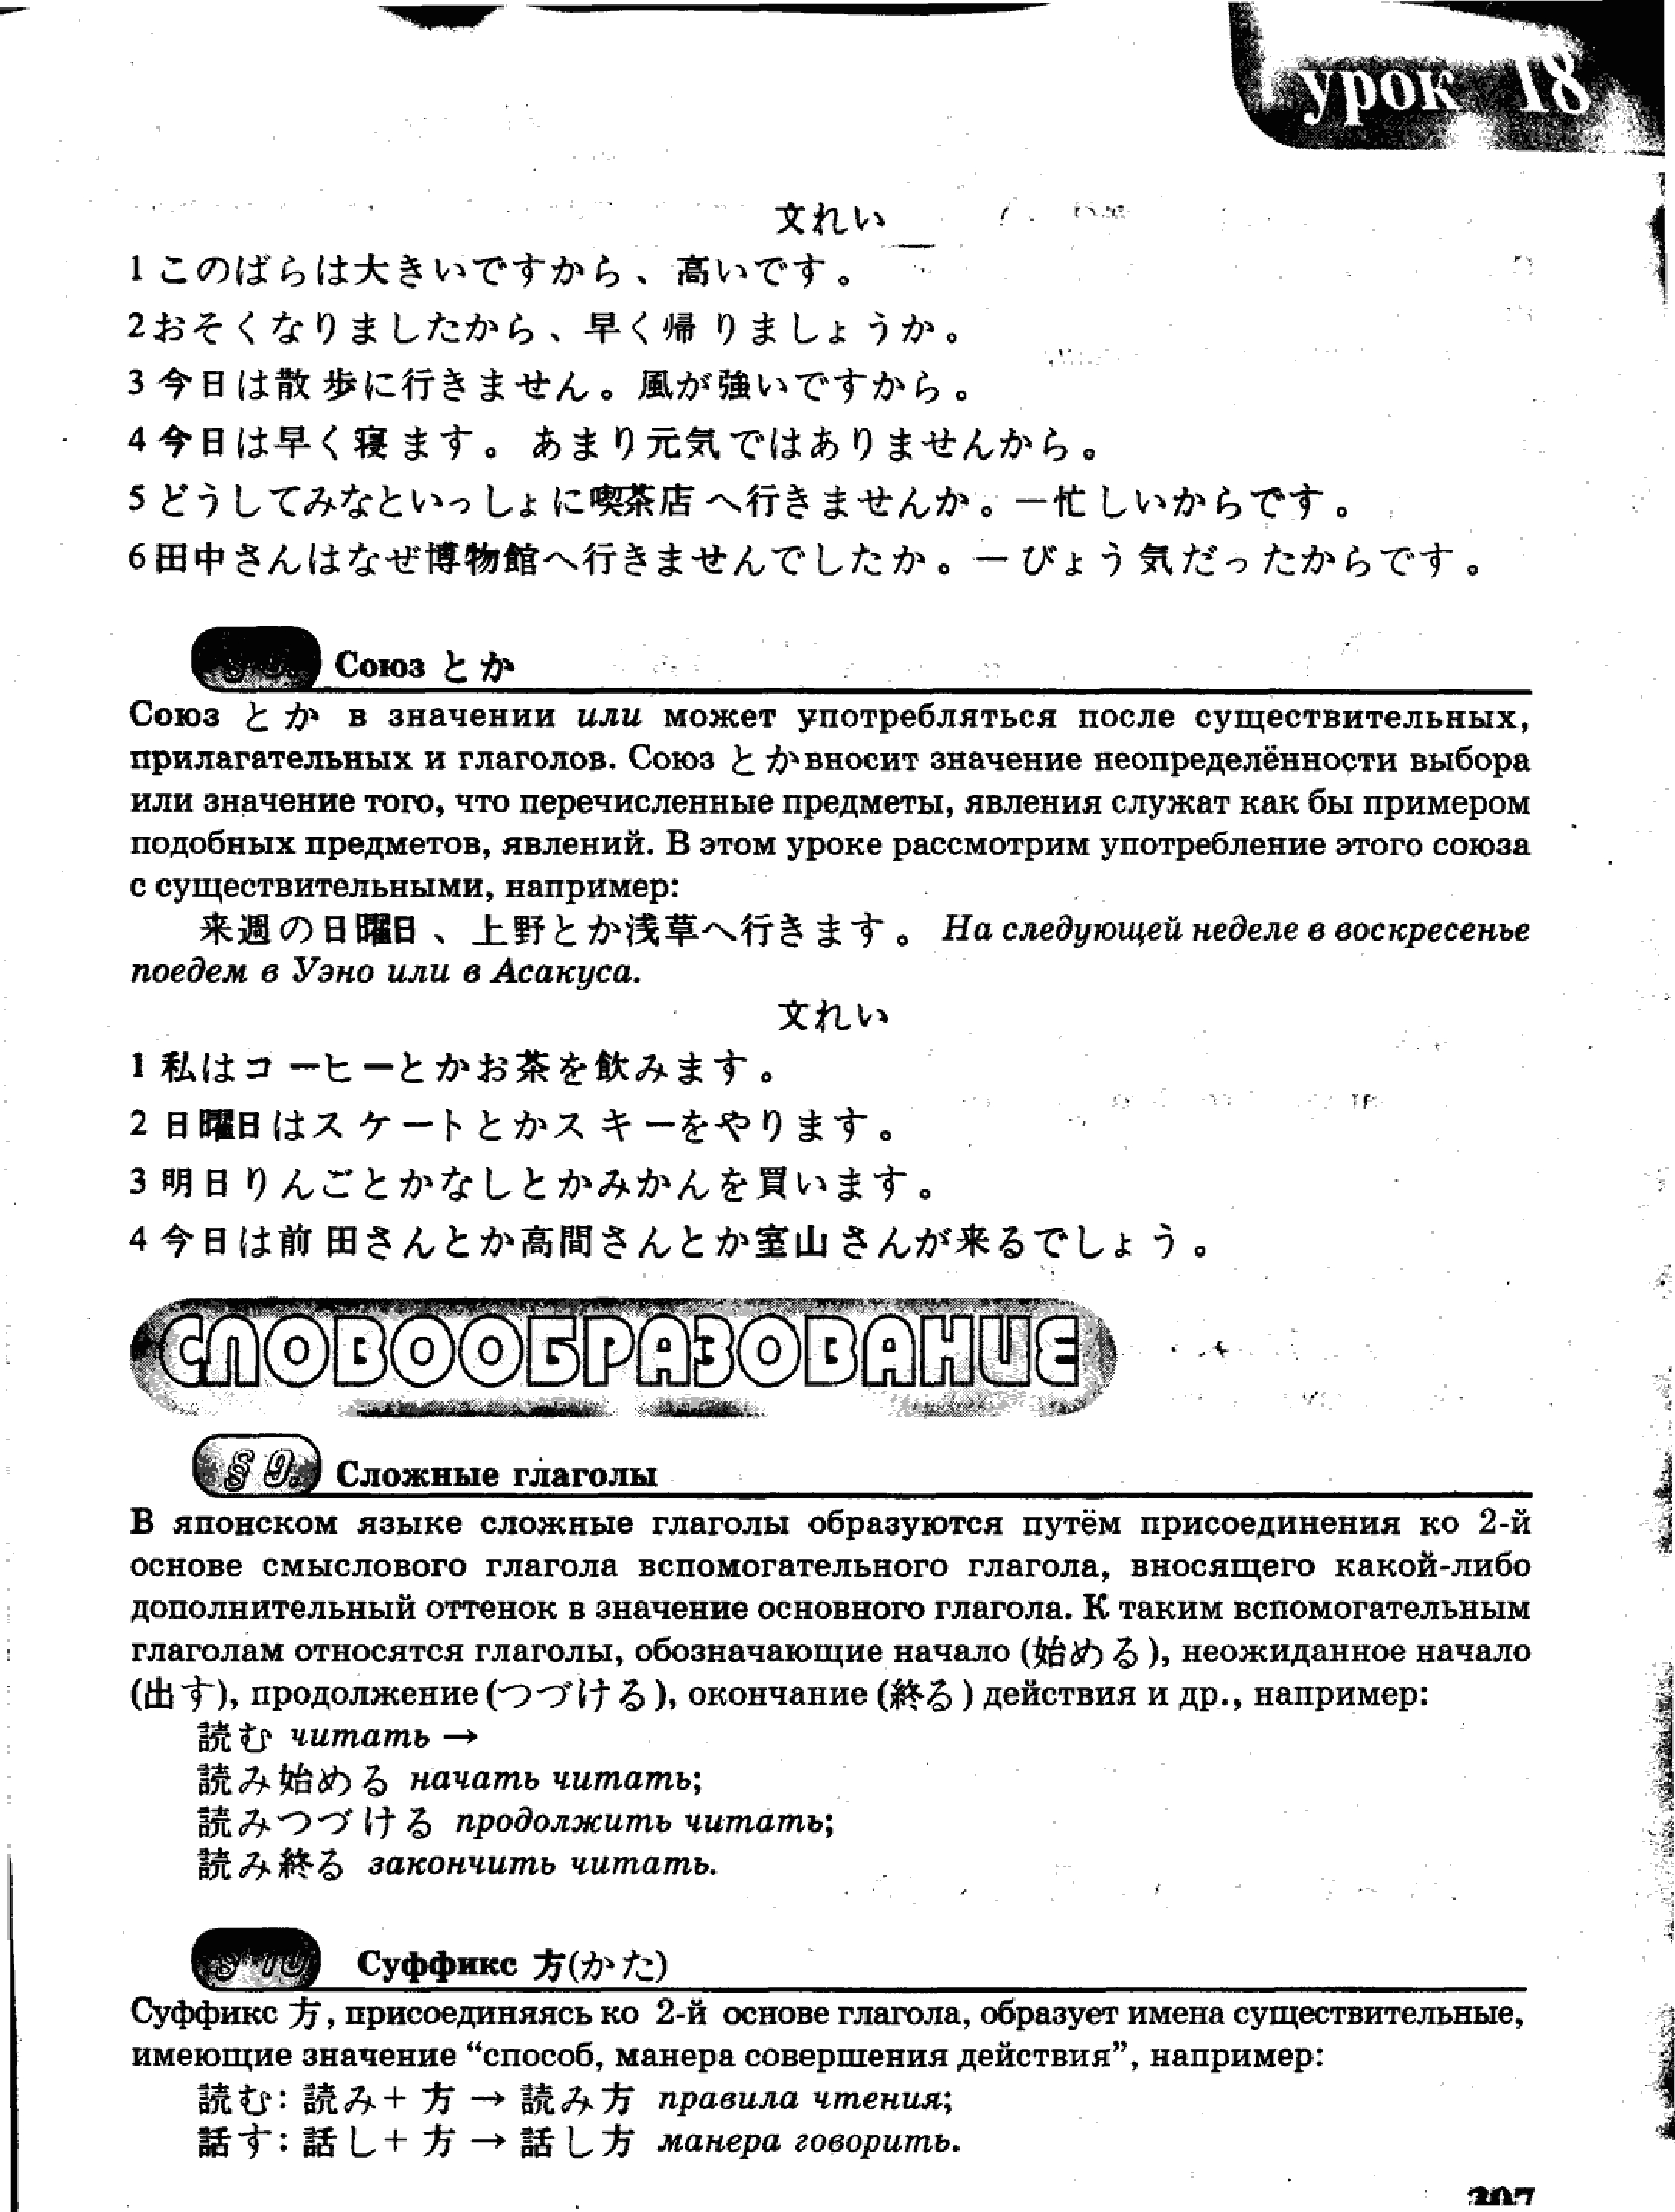 урок 18
文れい
1 このばらは大きいですから、高いです。
2 おそくなりましたから、早く帰りましょうか。
3 今日は散歩に行きません。風が強いですから。
4 今日は早く寝ます。あまり元気ではありませんから。
5 どうしてみなといっしょに喫茶店へ行きませんか。—忙しいからです。
6 田中さんはなぜ博物館へ行きませんでしたか。—びょう気だったからです。
Союз とか
Союз とか в значении или может употребляться после существительных,
прилагательных и глаголов. Союз とか вносит значение неопределённости выбора
или значение того, что перечисленные предметы, явления служат как бы примером
подобных предметов, явлений. В этом уроке рассмотрим употребление этого союза
с существительными, например:
来週の日曜日、上野とか浅草へ行きます。На следующей неделе в воскресенье
поедем в Уэно или в Асакуса.
文れい
1 私はコーヒーとかお茶を飲みます。
2 日曜日はスケートとかスキーをやります。
3 明日りんごとかなしとかみかんを買います。
4 今日は前田さんとか高間さんとか室山さんが来るでしょう。
СЛОВООБРАЗОВАНИЕ
§ 9. Сложные глаголы
В японском языке сложные глаголы образуются путём присоединения ко 2-й
основе смыслового глагола вспомогательного глагола, вносящего какой-либо
дополнительный оттенок в значение основного глагола. К таким вспомогательным
глаголам относятся глаголы, обозначающие начало (始める), неожиданное начало
(出す), продолжение (つづける), окончание (終る) действия и др., например:
読む читать →
読み始める начать читать;
読みつづける продолжить читать;
読み終る закончить читать.
§ 10 Суффикс 方(かた)
Суффикс 方, присоединяясь ко 2-й основе глагола, образует имена существительные,
имеющие значение “способ, манера совершения действия”, например:
読む: 読み+ 方 → 読み方 правила чтения;
話す: 話し+ 方 → 話し方 манера говорить.
307